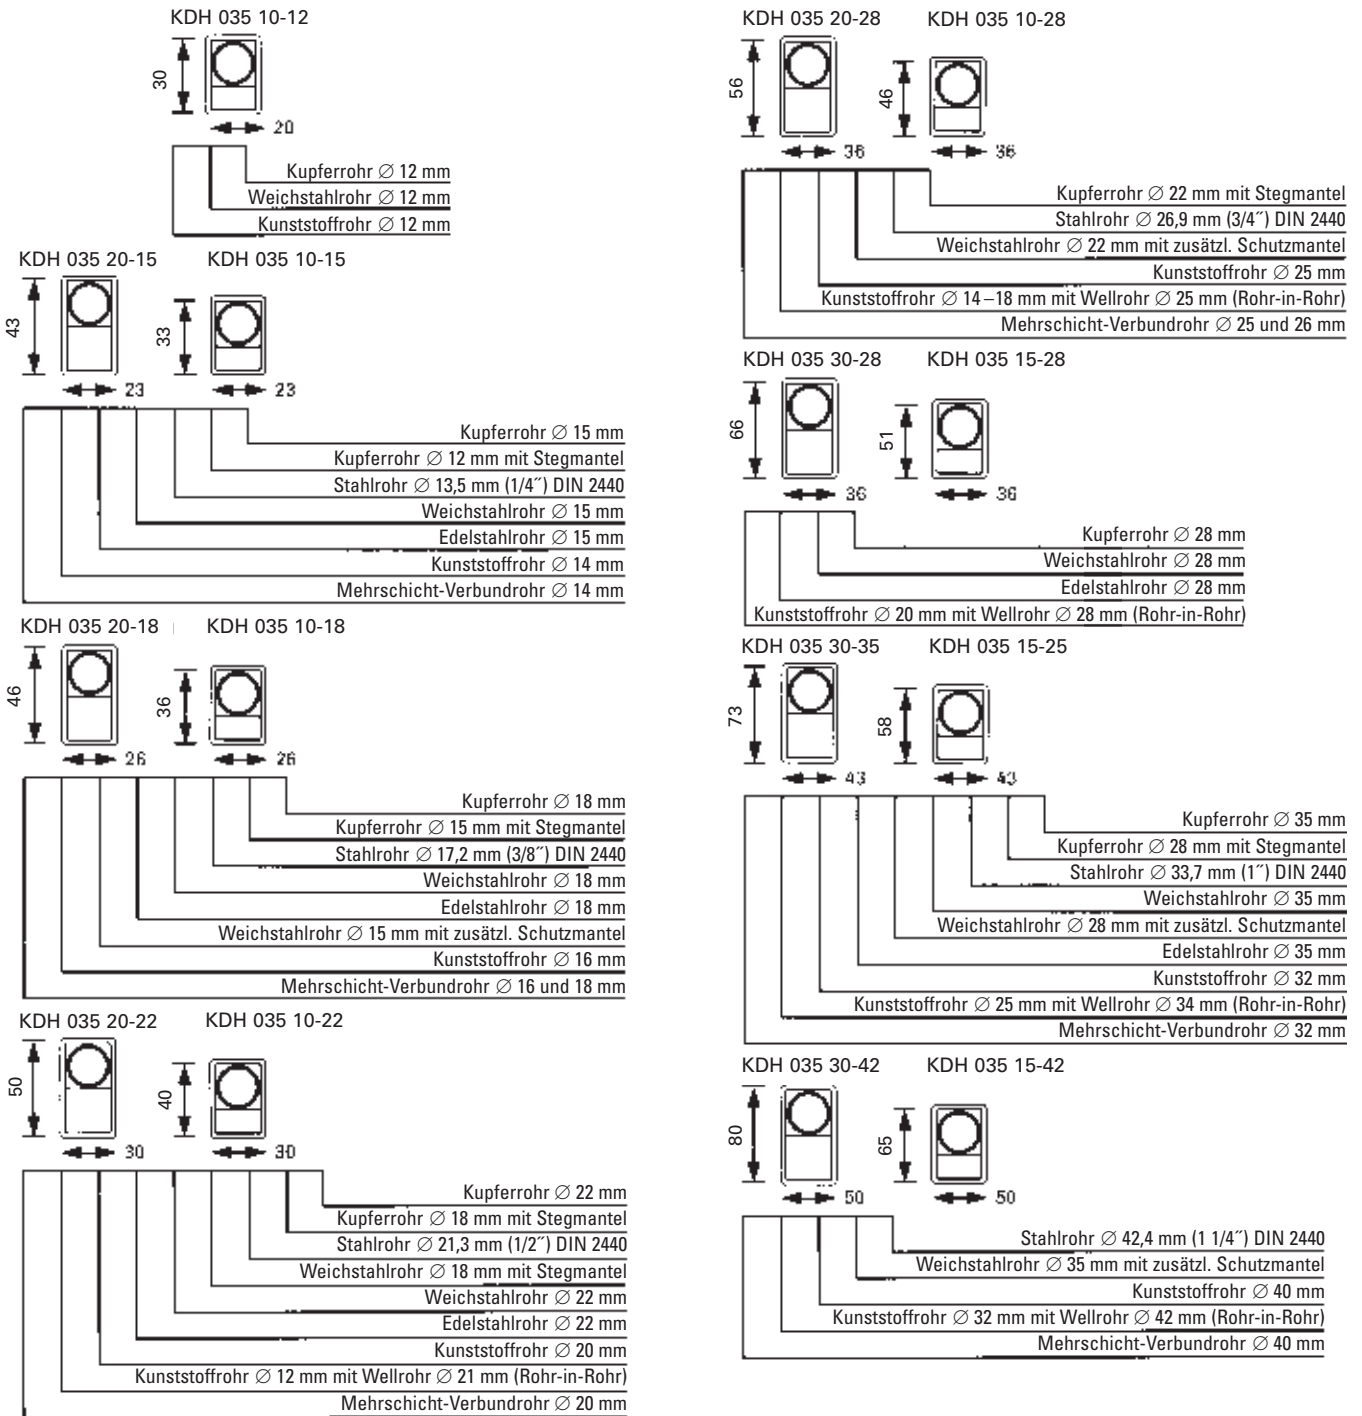 KDH 035 10-12
30
20
Kupferrohr ∅ 12 mm
Weichstahlrohr ∅ 12 mm
Kunststoffrohr ∅ 12 mm
KDH 035 20-15 KDH 035 10-15
43
33
23
23
Kupferrohr ∅ 15 mm
Kupferrohr ∅ 12 mm mit Stegmantel
Stahlrohr ∅ 13,5 mm (1/4˝) DIN 2440
Weichstahlrohr ∅ 15 mm
Edelstahlrohr ∅ 15 mm
Kunststoffrohr ∅ 14 mm
Mehrschicht-Verbundrohr ∅ 14 mm
KDH 035 20-18 KDH 035 10-18
46
36
26
26
Kupferrohr ∅ 18 mm
Kupferrohr ∅ 15 mm mit Stegmantel
Stahlrohr ∅ 17,2 mm (3/8˝) DIN 2440
Weichstahlrohr ∅ 18 mm
Edelstahlrohr ∅ 18 mm
Weichstahlrohr ∅ 15 mm mit zusätzl. Schutzmantel
Kunststoffrohr ∅ 16 mm
Mehrschicht-Verbundrohr ∅ 16 und 18 mm
KDH 035 20-22 KDH 035 10-22
50
40
30
30
Kupferrohr ∅ 22 mm
Kupferrohr ∅ 18 mm mit Stegmantel
Stahlrohr ∅ 21,3 mm (1/2˝) DIN 2440
Weichstahlrohr ∅ 18 mm mit Stegmantel
Weichstahlrohr ∅ 22 mm
Edelstahlrohr ∅ 22 mm
Kunststoffrohr ∅ 20 mm
Kunststoffrohr ∅ 12 mm mit Wellrohr ∅ 21 mm (Rohr-in-Rohr)
Mehrschicht-Verbundrohr ∅ 20 mm
KDH 035 20-28 KDH 035 10-28
56
46
36
36
Kupferrohr ∅ 22 mm mit Stegmantel
Stahlrohr ∅ 26,9 mm (3/4˝) DIN 2440
Weichstahlrohr ∅ 22 mm mit zusätzl. Schutzmantel
Kunststoffrohr ∅ 25 mm
Kunststoffrohr ∅ 14–18 mm mit Wellrohr ∅ 25 mm (Rohr-in-Rohr)
Mehrschicht-Verbundrohr ∅ 25 und 26 mm
KDH 035 30-28 KDH 035 15-28
66
51
36
36
Kupferrohr ∅ 28 mm
Weichstahlrohr ∅ 28 mm
Edelstahlrohr ∅ 28 mm
Kunststoffrohr ∅ 20 mm mit Wellrohr ∅ 28 mm (Rohr-in-Rohr)
KDH 035 30-35 KDH 035 15-25
73
58
43
43
Kupferrohr ∅ 35 mm
Kupferrohr ∅ 28 mm mit Stegmantel
Stahlrohr ∅ 33,7 mm (1˝) DIN 2440
Weichstahlrohr ∅ 35 mm
Weichstahlrohr ∅ 28 mm mit zusätzl. Schutzmantel
Edelstahlrohr ∅ 35 mm
Kunststoffrohr ∅ 32 mm
Kunststoffrohr ∅ 25 mm mit Wellrohr ∅ 34 mm (Rohr-in-Rohr)
Mehrschicht-Verbundrohr ∅ 32 mm
KDH 035 30-42 KDH 035 15-42
80
65
50
50
Stahlrohr ∅ 42,4 mm (1 1/4˝) DIN 2440
Weichstahlrohr ∅ 35 mm mit zusätzl. Schutzmantel
Kunststoffrohr ∅ 40 mm
Kunststoffrohr ∅ 32 mm mit Wellrohr ∅ 42 mm (Rohr-in-Rohr)
Mehrschicht-Verbundrohr ∅ 40 mm